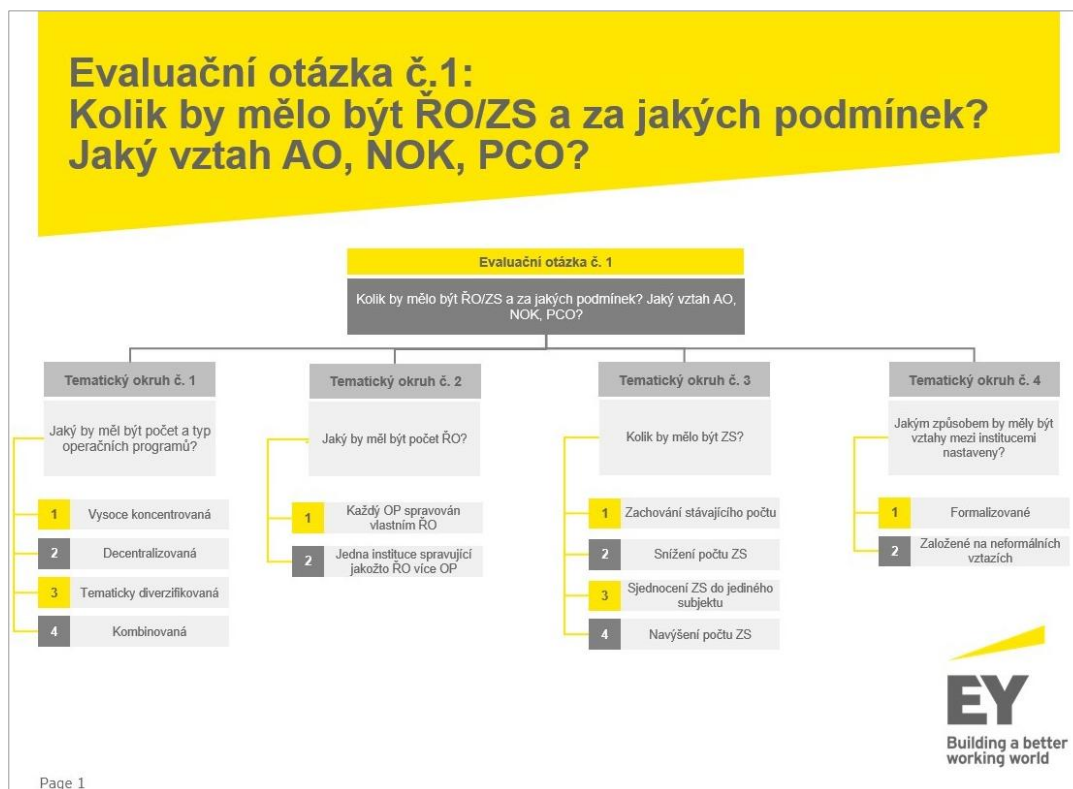 Evaluační otázka č.1:
Kolik by mělo být ŘO/ZS a za jakých podmínek?
Jaký vztah AO, NOK, PCO?
Evaluační otázka č. 1
Kolik by mělo být ŘO/ZS a za jakých podmínek? Jaký vztah AO,
NOK, PCO?
Tematický okruh č. 1
Jaký by měl být počet a typ
operačních programů?
1 Vysoce koncentrovaná
2 Decentralizovaná
3 Tematicky diverzifikovaná
4 Kombinovaná
Tematický okruh č. 2
Jaký by měl být počet ŘO?
1 Každý OP spravován
vlastním ŘO
2 Jedna instituce spravující
jakožto ŘO více OP
Tematický okruh č. 3
Kolik by mělo být ZS?
1 Zachování stávajícího počtu
2 Snížení počtu ZS
3 Sjednocení ZS do jediného
subjektu
4 Navýšení počtu ZS
Tematický okruh č. 4
Jakým způsobem by měly být
vztahy mezi institucemi
nastaveny?
1 Formalizované
2 Založené na neformálních
vztazích
EY
Building a better
working world
Page 1